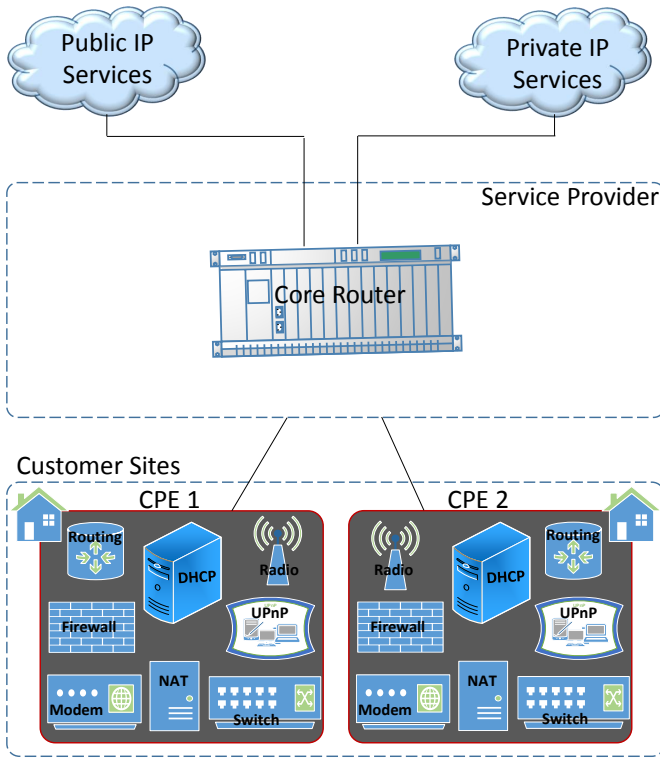 Public IP
Services
Private IP
Services
Service Provider
Core Router
Customer Sites
CPE 1
CPE 2
Routing
DHCP
Radio
Firewall
UPnP
Modem
NAT
Switch
Radio
DHCP
Routing
Firewall
UPnP
Modem
NAT
Switch